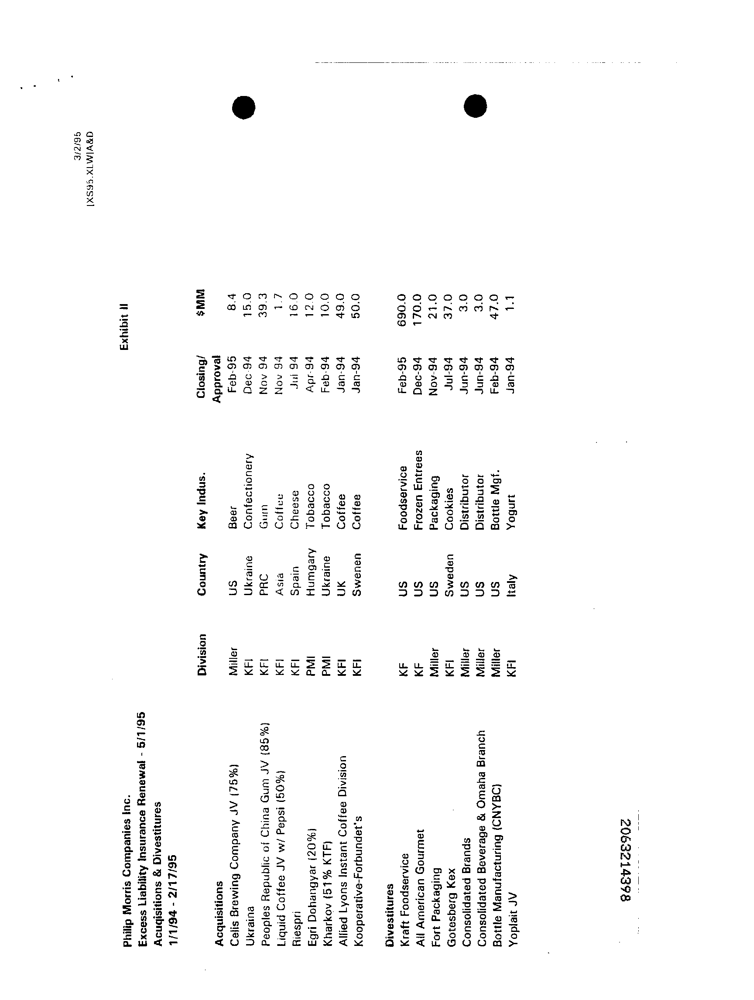 3/2/95
[XS95.XLW]A&D
Exhibit II
Philip Morris Companies Inc.
Excess Liability Insurance Renewal - 5/1/95
Acuqisitions & Divestitures
1/1/94 - 2/17/95
Division Country Key Indus. Closing/ Approval $MM
Acquisitions
Celis Brewing Company JV (75%) Miller US Beer Feb-95 8.4
Ukraina KFI Ukraine Confectionery Dec-94 15.0
Peoples Republic of China Gum JV (85%) KFI PRC Gum Nov 94 39.3
Liquid Coffee JV w/ Pepsi (50%) KFI Asia Coffee Nov 94 1.7
Riespri KFI Spain Cheese Jul 94 16.0
Egri Dohangyar (20%) PMI Humgary Tobacco Apr-94 12.0
Kharkov (51% KTF) PMI Ukraine Tobacco Feb-94 10.0
Allied Lyons Instant Coffee Division KFI UK Coffee Jan-94 49.0
Kooperative-Forbundet's KFI Swenen Coffee Jan-94 50.0
Divestitures
Kraft Foodservice KF US Foodservice Feb-95 690.0
All American Gourmet KF US Frozen Entrees Dec-94 170.0
Fort Packaging Miller US Packaging Nov-94 21.0
Gotesberg Kex KFI Sweden Cookies Jul-94 37.0
Consolidated Brands Miller US Distributor Jun-94 3.0
Consolidated Beverage & Omaha Branch Miller US Distributor Jun-94 3.0
Bottle Manufacturing (CNYBC) Miller US Bottle Mgf. Feb-94 47.0
Yoplait JV KFI Italy Yogurt Jan-94 1.1
2063214398